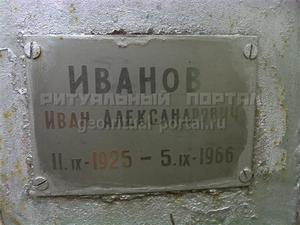 ИВАНОВ
РИТУАЛЬНЫЙ ПОРТАЛ
ИВАН АЛЕКСАНДРОВИЧ
11.IX-1925 - 5.IX-1966